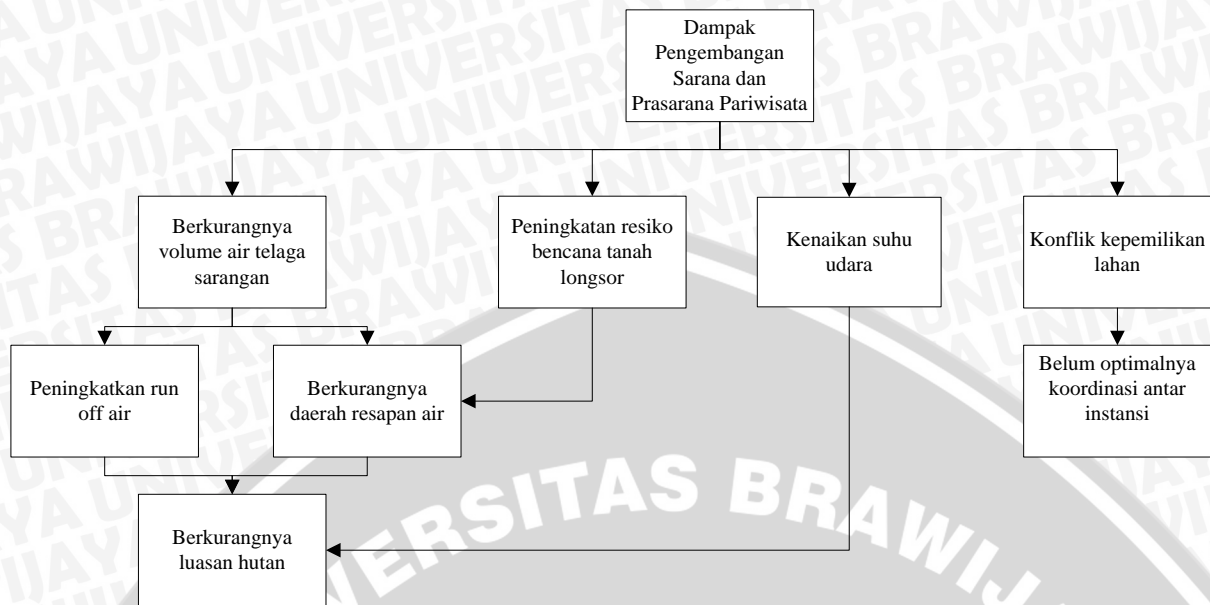 Dampak
Pengembangan
Sarana dan
Prasarana Pariwisata
Berkurangnya
volume air telaga
sarangan
Peningkatan resiko
bencana tanah
longsor
Kenaikan suhu
udara
Konflik kepemilikan
lahan
Peningkatkan run
off air
Berkurangnya
daerah resapan air
Belum optimalnya
koordinasi antar
instansi
Berkurangnya
luasan hutan
VERSITAS BRAWIJ